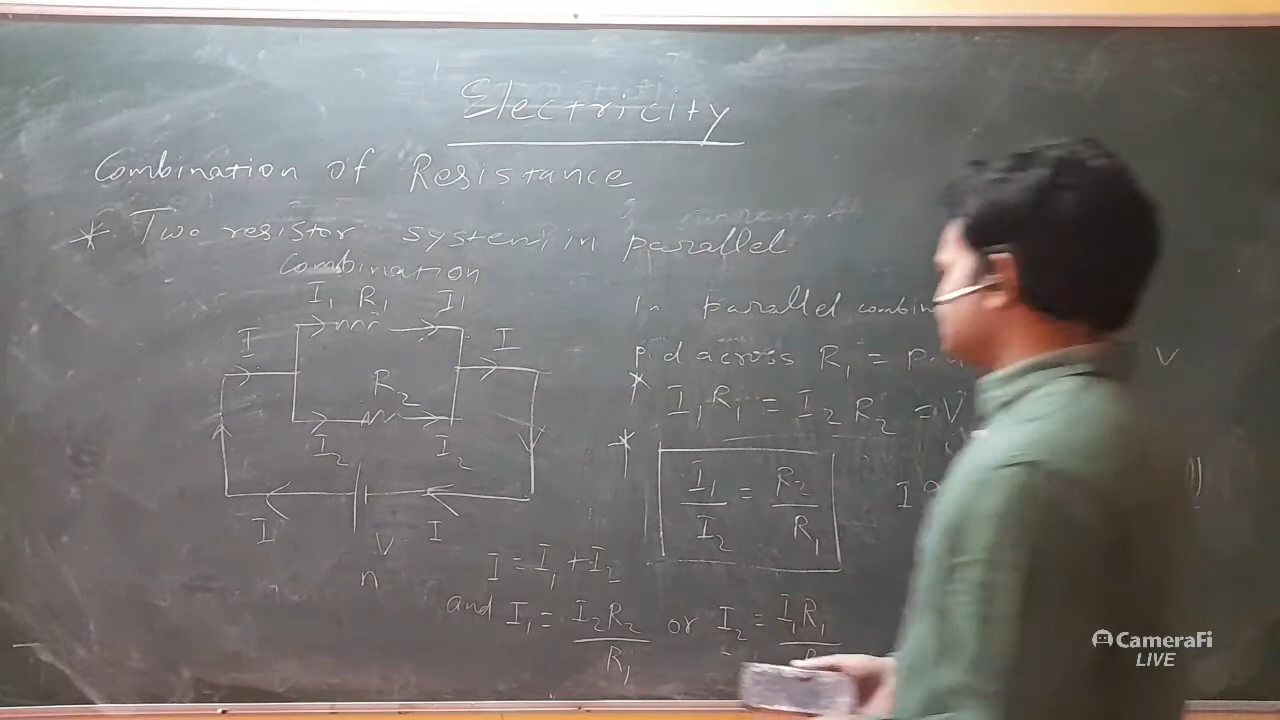 Electricity
Combination of Resistance
* Two resistor system in parallel
combination
I₁ R₁ I₁
I I
R₂
I₂ I₂
I I
V
n
In parallel
p.d across R₁ = V
* I₁R₁ = I₂R₂ = V
* I₁/I₂ = R₂/R₁
I
I = I₁ + I₂
and I₁ = I₂R₂/R₁ or I₂ = I₁R₁/
CameraFi
LIVE